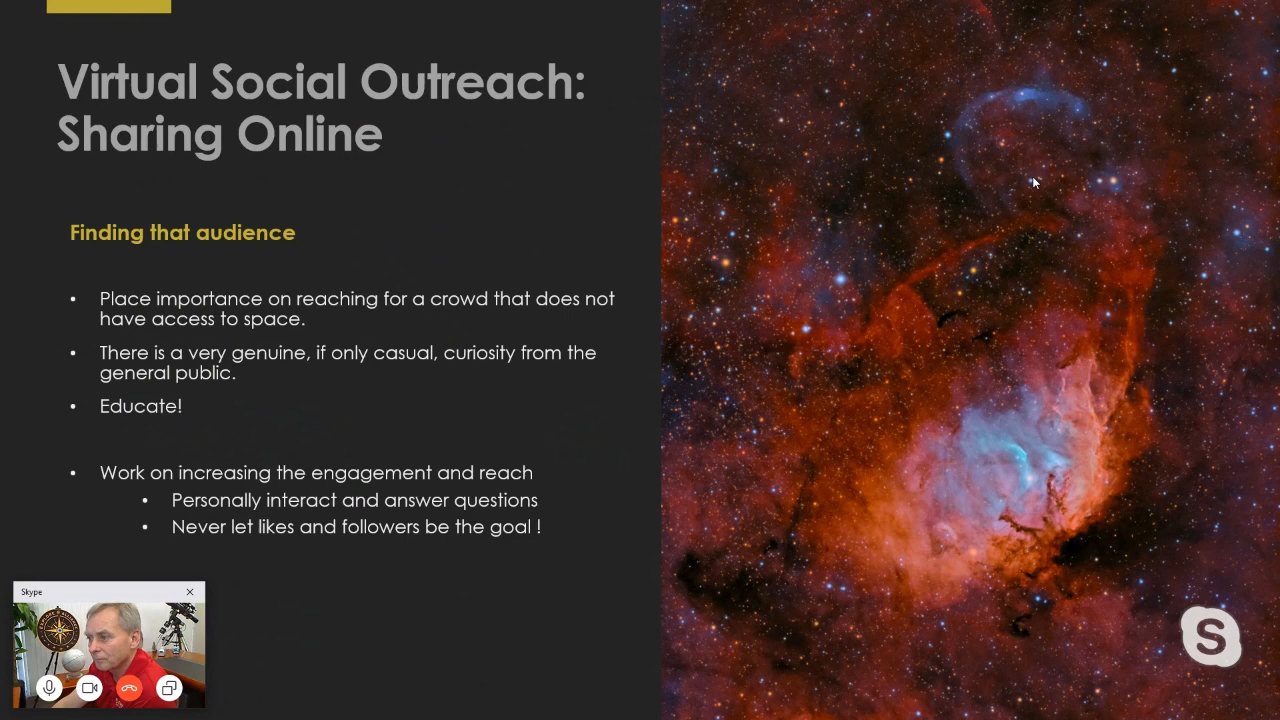 Virtual Social Outreach:
Sharing Online
Finding that audience
• Place importance on reaching for a crowd that does not
have access to space.
• There is a very genuine, if only casual, curiosity from the
general public.
• Educate!
• Work on increasing the engagement and reach
• Personally interact and answer questions
• Never let likes and followers be the goal !
Skype
S